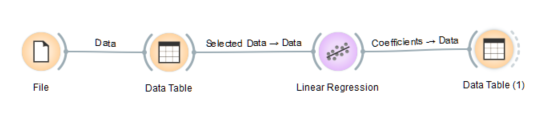 Data
Selected Data → Data
Coefficients → Data
File
Data Table
Linear Regression
Data Table (1)